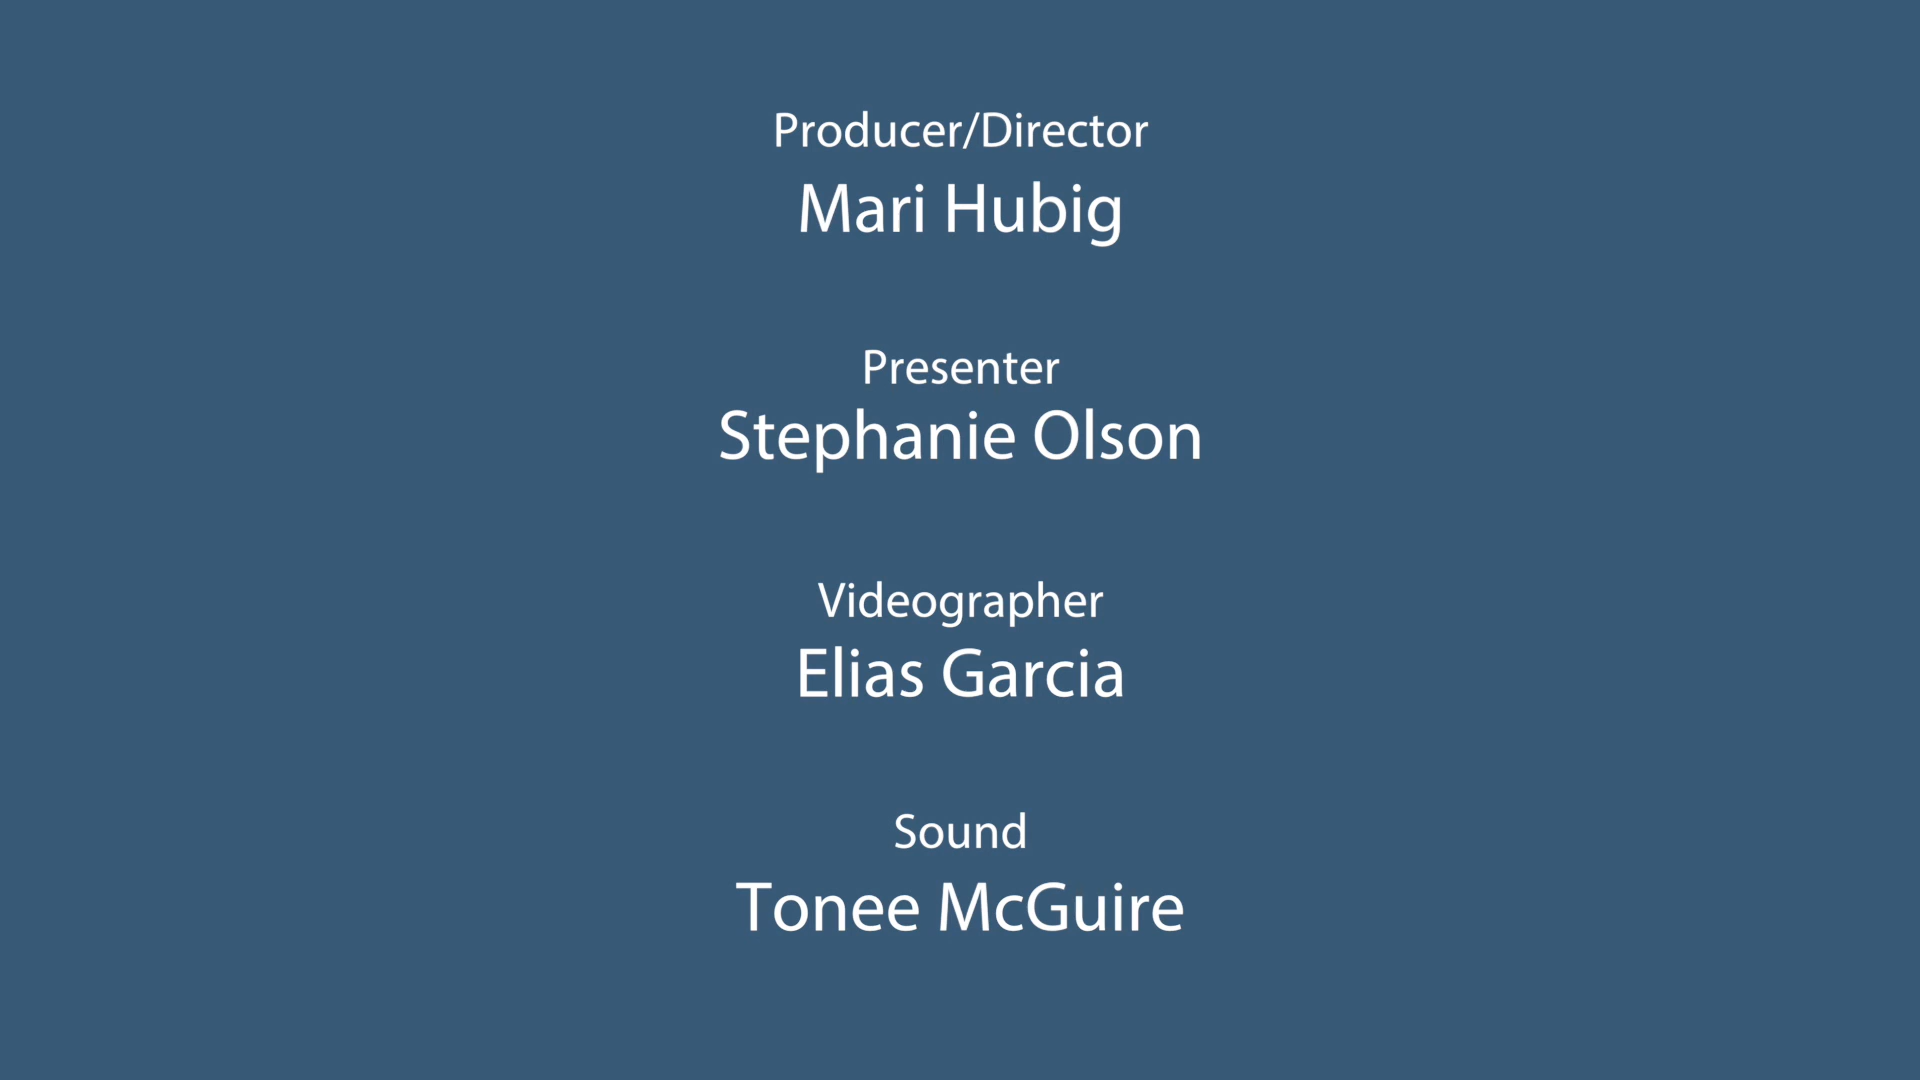 Producer/Director
Mari Hubig
Presenter
Stephanie Olson
Videographer
Elias Garcia
Sound
Tonee McGuire